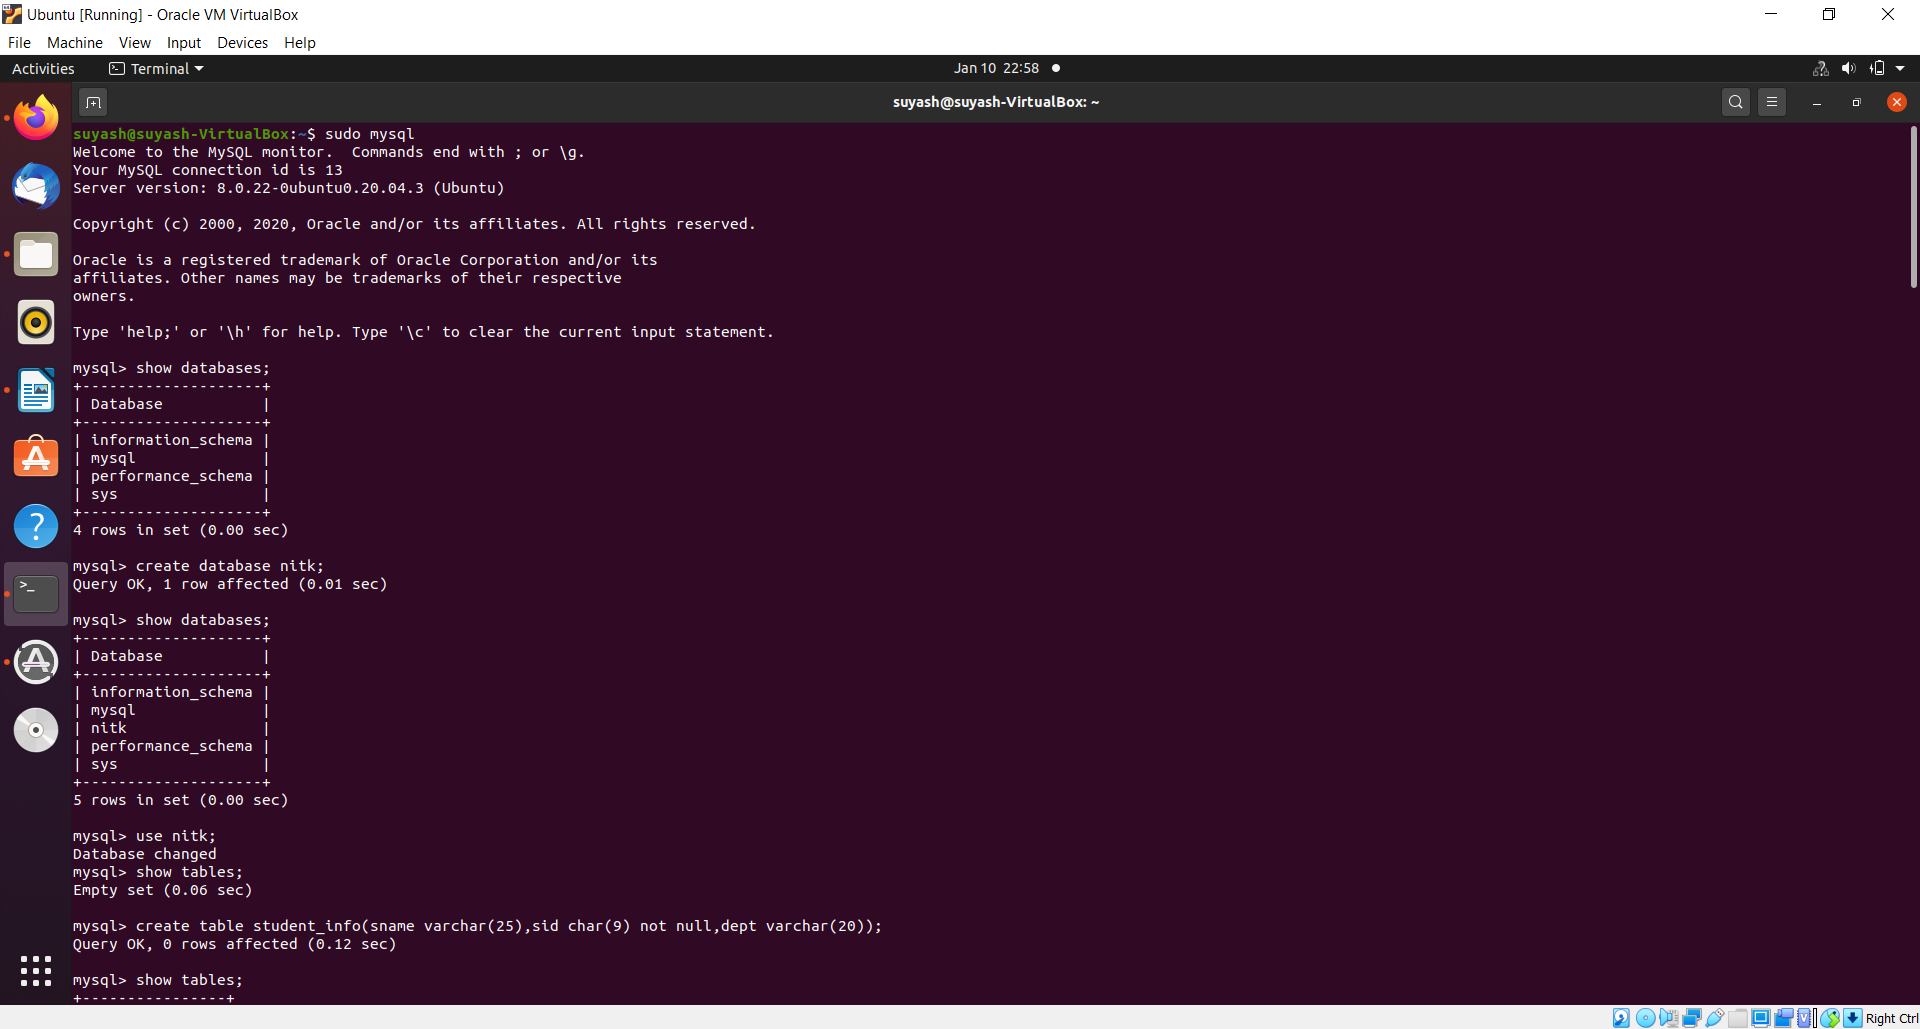 Ubuntu [Running] - Oracle VM VirtualBox
File Machine View Input Devices Help
Activities Terminal Jan 10 22:58
suyash@suyash-VirtualBox: ~
suyash@suyash-VirtualBox:~$ sudo mysql
Welcome to the MySQL monitor.  Commands end with ; or \g.
Your MySQL connection id is 13
Server version: 8.0.22-0ubuntu0.20.04.3 (Ubuntu)
Copyright (c) 2000, 2020, Oracle and/or its affiliates. All rights reserved.
Oracle is a registered trademark of Oracle Corporation and/or its
affiliates. Other names may be trademarks of their respective
owners.
Type 'help;' or '\h' for help. Type '\c' to clear the current input statement.
mysql> show databases;
+--------------------+
| Database           |
+--------------------+
| information_schema |
| mysql              |
| performance_schema |
| sys                |
+--------------------+
4 rows in set (0.00 sec)
mysql> create database nitk;
Query OK, 1 row affected (0.01 sec)
mysql> show databases;
+--------------------+
| Database           |
+--------------------+
| information_schema |
| mysql              |
| nitk               |
| performance_schema |
| sys                |
+--------------------+
5 rows in set (0.00 sec)
mysql> use nitk;
Database changed
mysql> show tables;
Empty set (0.06 sec)
mysql> create table student_info(sname varchar(25),sid char(9) not null,dept varchar(20));
Query OK, 0 rows affected (0.12 sec)
mysql> show tables;
+----------------+
Right Ctrl